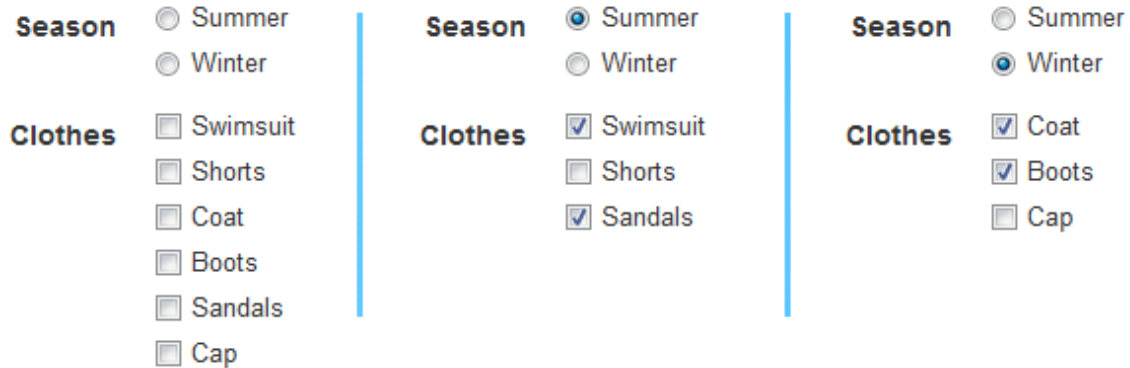 Season
Summer
Winter
Clothes
Swimsuit
Shorts
Coat
Boots
Sandals
Cap
Season
Summer
Winter
Clothes
Swimsuit
Shorts
Sandals
Season
Summer
Winter
Clothes
Coat
Boots
Cap